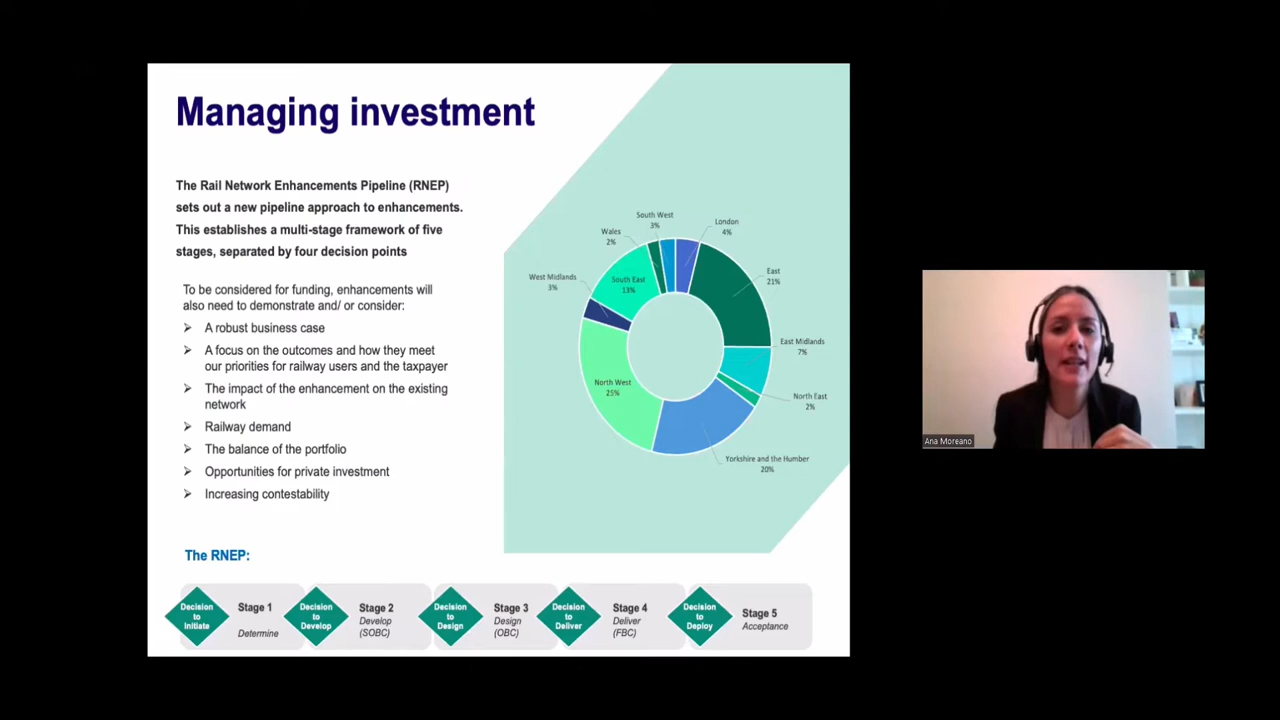 Managing investment
The Rail Network Enhancements Pipeline (RNEP)
sets out a new pipeline approach to enhancements.
This establishes a multi-stage framework of five
stages, separated by four decision points
To be considered for funding, enhancements will
also need to demonstrate and/ or consider:
➢ A robust business case
➢ A focus on the outcomes and how they meet
our priorities for railway users and the taxpayer
➢ The impact of the enhancement on the existing
network
➢ Railway demand
➢ The balance of the portfolio
➢ Opportunities for private investment
➢ Increasing contestability
South West
3%
London
4%
Wales
2%
East
21%
West Midlands
3%
South East
13%
East Midlands
7%
North West
25%
North East
2%
Yorkshire and the Humber
20%
Ana Moreano
The RNEP:
Decision
to
Initiate
Stage 1
Determine
Decision
to
Develop
Stage 2
Develop
(SOBC)
Decision
to
Design
Stage 3
Design
(OBC)
Decision
to
Deliver
Stage 4
Deliver
(FBC)
Decision
to
Deploy
Stage 5
Acceptance